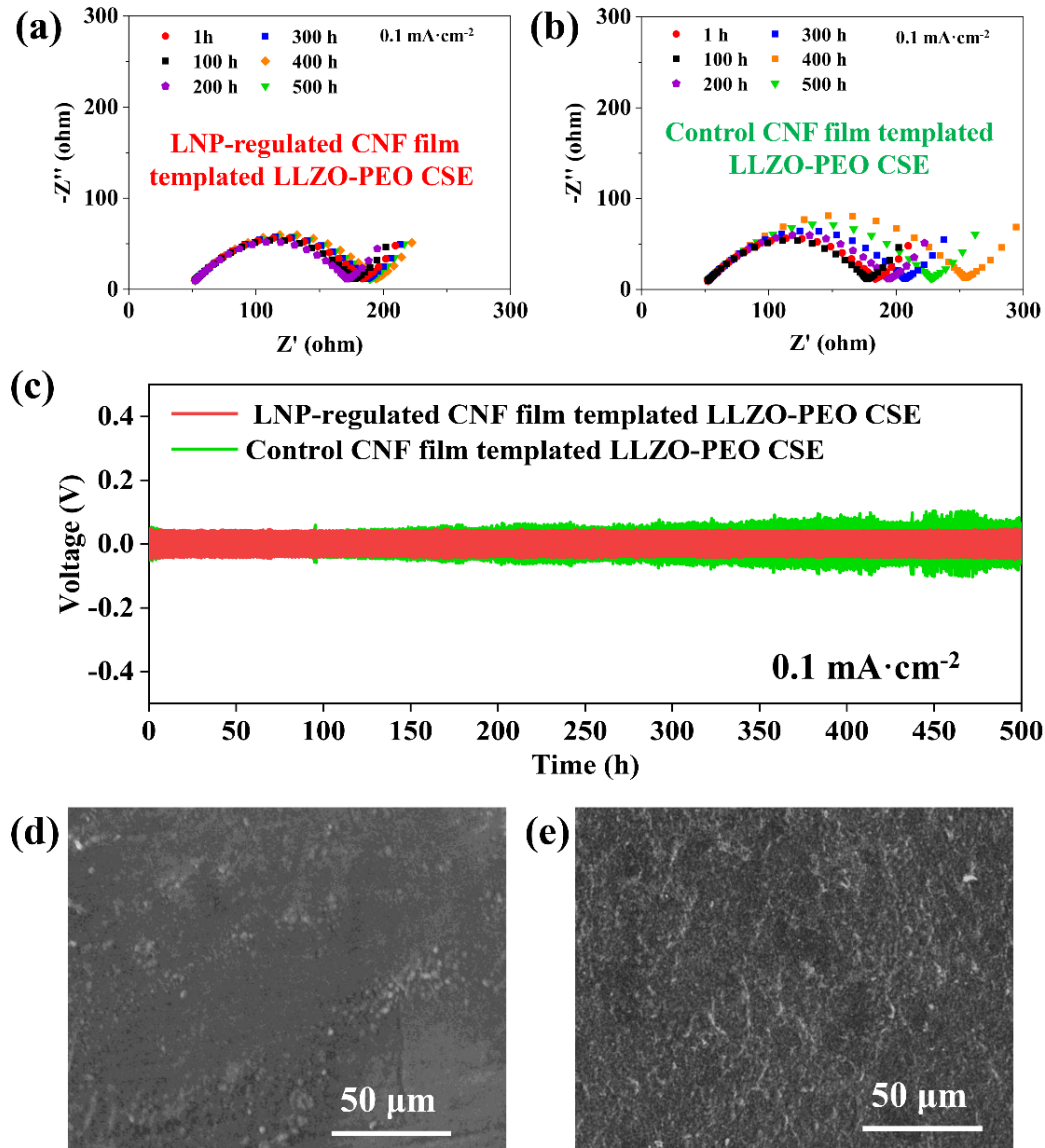 (a)
300
200
100
0
-Z'' (ohm)
1h
100 h
200 h
300 h
400 h
500 h
0.1 mA·cm-2
LNP-regulated CNF film
templated LLZO-PEO CSE
0
100
200
300
Z' (ohm)
(b)
300
200
100
0
-Z'' (ohm)
1 h
100 h
200 h
300 h
400 h
500 h
0.1 mA·cm-2
Control CNF film templated
LLZO-PEO CSE
0
100
200
300
Z' (ohm)
(c)
0.4
0.2
0.0
-0.2
-0.4
Voltage (V)
LNP-regulated CNF film templated LLZO-PEO CSE
Control CNF film templated LLZO-PEO CSE
0.1 mA·cm-2
0
50
100
150
200
250
300
350
400
450
500
Time (h)
(d)
50 µm
(e)
50 µm